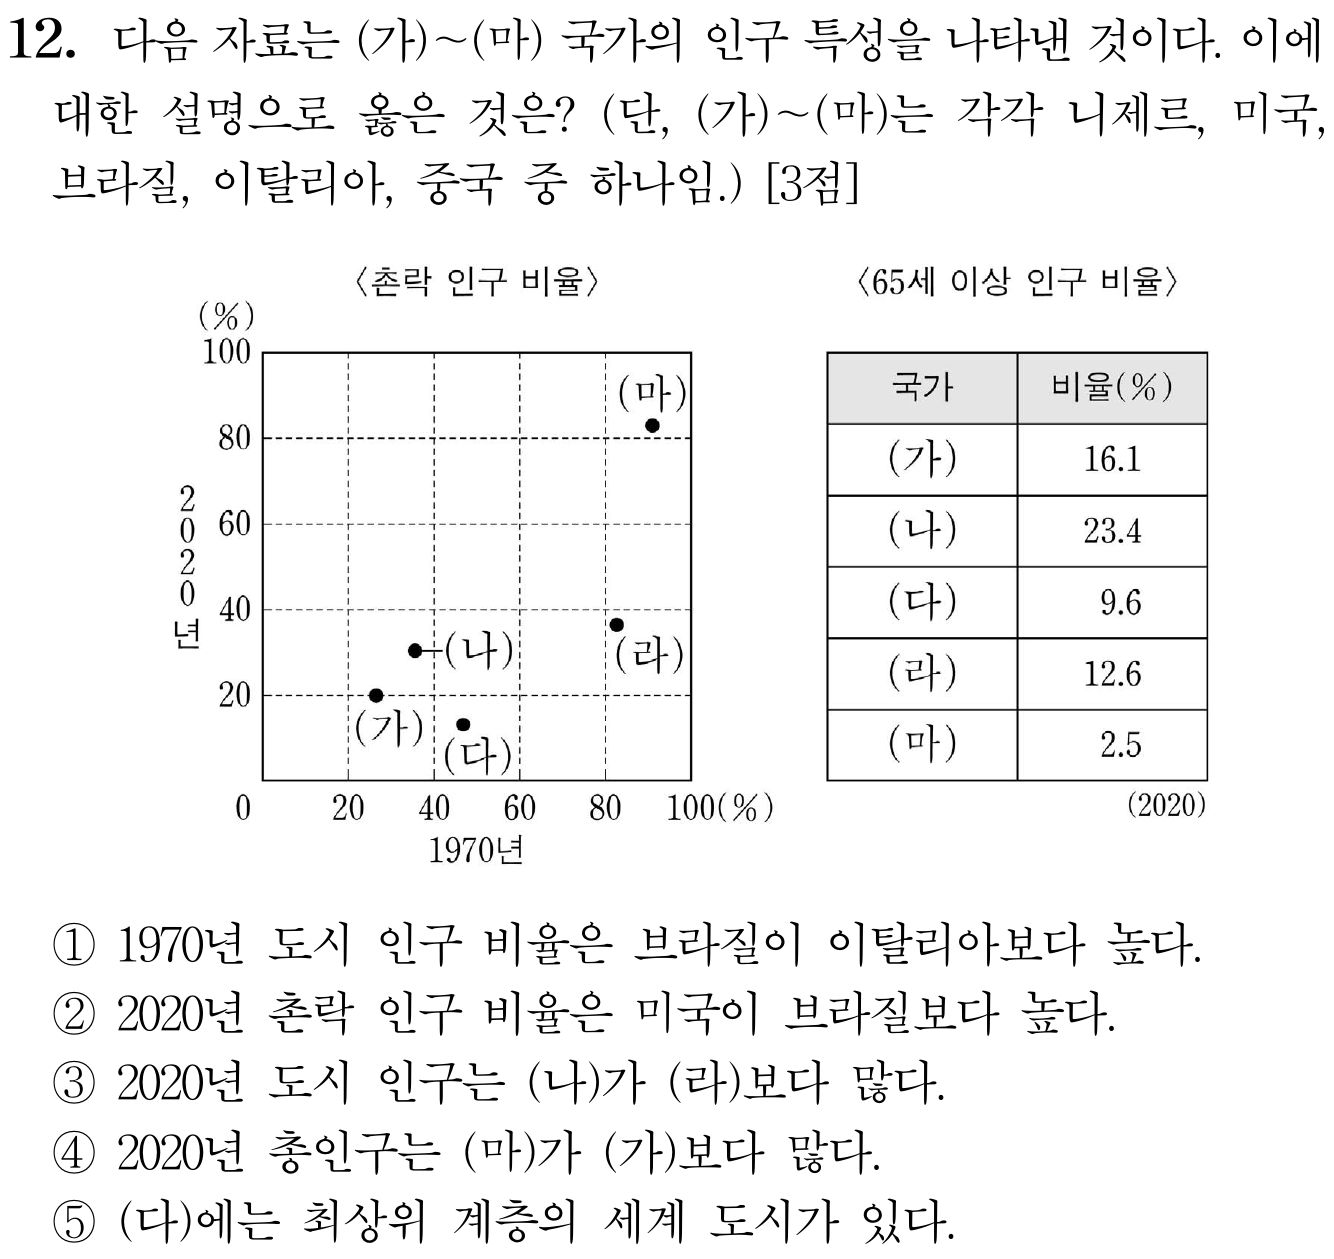 12. 다음 자료는 (가)~(마) 국가의 인구 특성을 나타낸 것이다. 이에
대한 설명으로 옳은 것은? (단, (가)~(마)는 각각 니제르, 미국,
브라질, 이탈리아, 중국 중 하나임.) [3점]
〈촌락 인구 비율〉
(%)
100
80
60
40
20
0
2020년
20 40 60 80 100(%)
1970년
(마)
(나)
(라)
(가)
(다)
〈65세 이상 인구 비율〉
국가 비율(%)
(가) 16.1
(나) 23.4
(다) 9.6
(라) 12.6
(마) 2.5
(2020)
① 1970년 도시 인구 비율은 브라질이 이탈리아보다 높다.
② 2020년 촌락 인구 비율은 미국이 브라질보다 높다.
③ 2020년 도시 인구는 (나)가 (라)보다 많다.
④ 2020년 총인구는 (마)가 (가)보다 많다.
⑤ (다)에는 최상위 계층의 세계 도시가 있다.